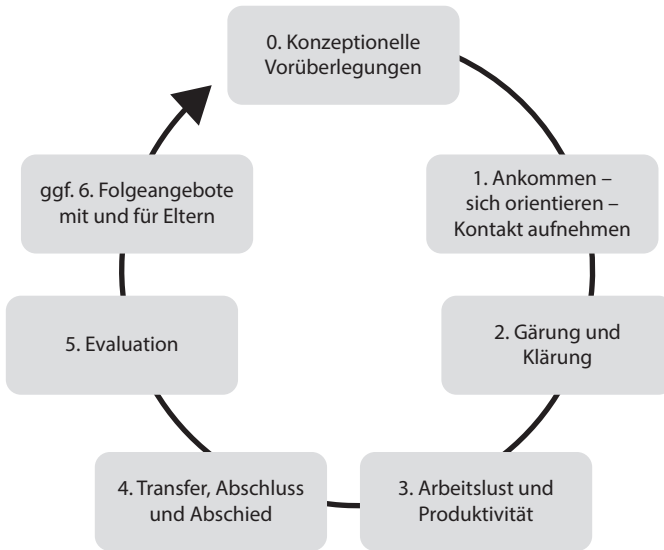 0. Konzeptionelle
Vorüberlegungen
1. Ankommen –
sich orientieren –
Kontakt aufnehmen
2. Gärung und
Klärung
3. Arbeitslust und
Produktivität
4. Transfer, Abschluss
und Abschied
5. Evaluation
ggf. 6. Folgeangebote
mit und für Eltern